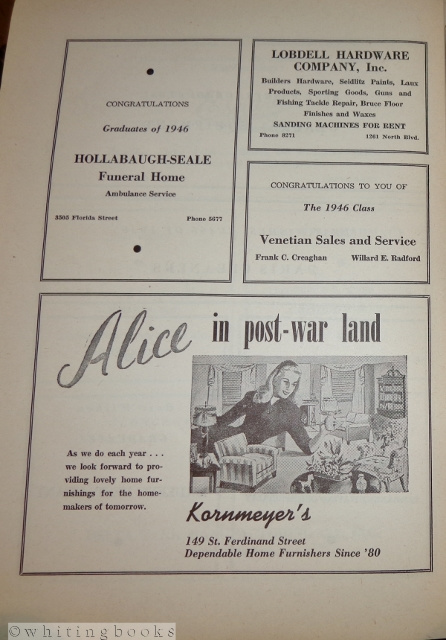 CONGRATULATIONS
Graduates of 1946
HOLLABAUGH-SEALE
Funeral Home
Ambulance Service
3505 Florida Street Phone 5677
LOBDELL HARDWARE
COMPANY, Inc.
Builders Hardware, Seidlitz Paints, Laux
Products, Sporting Goods, Guns and
Fishing Tackle Repair, Bruce Floor
Finishes and Waxes
SANDING MACHINES FOR RENT
Phone 8271 1261 North Blvd.
CONGRATULATIONS TO YOU OF
The 1946 Class
Venetian Sales and Service
Frank C. Creaghan Willard E. Radford
Alice in post-war land
As we do each year . . .
we look forward to pro-
viding lovely home fur-
nishings for the home-
makers of tomorrow.
Kornmeyer's
149 St. Ferdinand Street
Dependable Home Furnishers Since '80
©whitingbooks